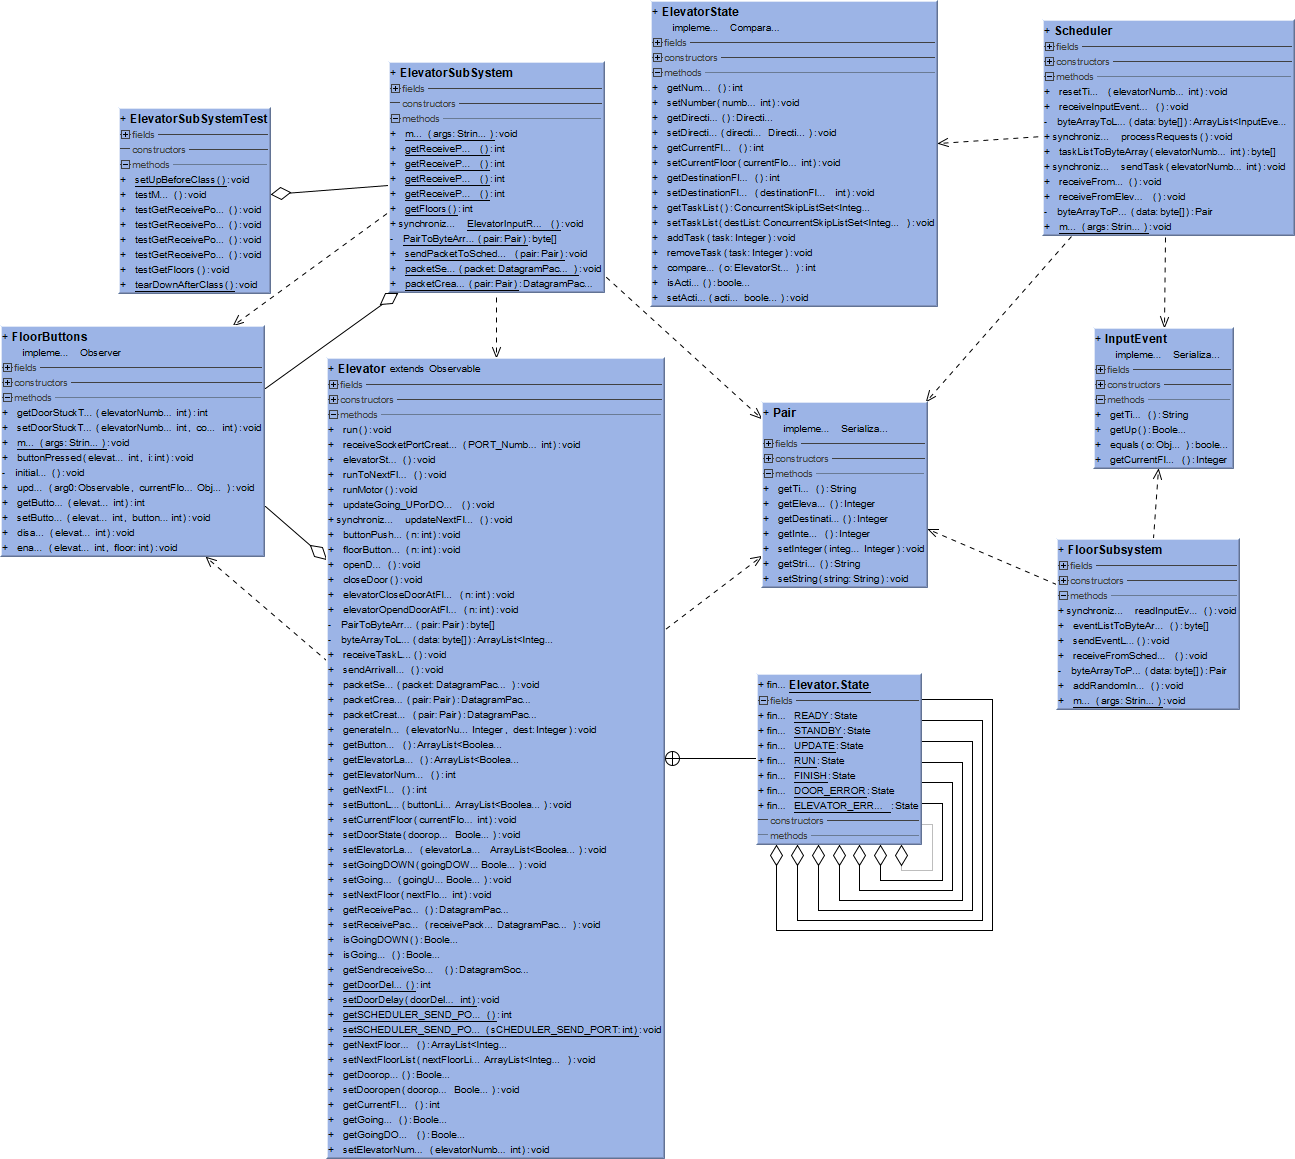 + ElevatorState
impleme... Compara...
fields
constructors
methods
+ getNum... (): int
+ setNumber(numb... int): void
+ getDirecti... (): Directi...
+ setDirecti... (directi... Directi... ): void
+ getCurrentFl... (): int
+ setCurrentFloor(currentFlo... int): void
+ getDestinationFl... (): int
+ setDestinationFl... (destinationFl... int): void
+ getTaskList(): ConcurrentSkipListSet<Integ...
+ setTaskList(destList: ConcurrentSkipListSet<Integ... ): void
+ addTask(task: Integer): void
+ removeTask(task: Integer): void
+ compare... (o: ElevatorSt... ): int
+ isActi... (): boole...
+ setActi... (acti... boole... ): void
+ Scheduler
fields
constructors
methods
+ resetTi... (elevatorNumb... int): void
+ receiveInputEvent... (): void
- byteArrayToL... (data: byte[]): ArrayList<InputEve...
+ synchroniz... processRequests(): void
+ taskListToByteArray(elevatorNumb... int): byte[]
+ synchroniz... sendTask(elevatorNumb... int): void
+ receiveFrom... (): void
+ receiveFromElev... (): void
- byteArrayToP... (data: byte[]): Pair
+ m... (args: Strin... ): void
+ ElevatorSubSystem
fields
constructors
methods
+ m... (args: Strin... ): void
+ getReceiveP... (): int
+ getReceiveP... (): int
+ getReceiveP... (): int
+ getReceiveP... (): int
+ getFloors(): int
+ synchroniz... ElevatorInputR... (): void
- PairToByteArr... (pair: Pair): byte[]
+ sendPacketToSched... (pair: Pair): void
+ packetSe... (packet: DatagramPac... ): void
+ packetCrea... (pair: Pair): DatagramPac...
+ ElevatorSubSystemTest
fields
constructors
methods
+ setUpBeforeClass(): void
+ testM... (): void
+ testGetReceivePo... (): void
+ testGetReceivePo... (): void
+ testGetReceivePo... (): void
+ testGetReceivePo... (): void
+ testGetFloors(): void
+ tearDownAfterClass(): void
+ FloorButtons
impleme... Observer
fields
constructors
methods
+ getDoorStuckT... (elevatorNumb... int): int
+ setDoorStuckT... (elevatorNumb... int, co... int): void
+ m... (args: Strin... ): void
+ buttonPressed(elevat... int, i: int): void
- initial... (): void
+ upd... (arg0: Observable, currentFlo... Obj... ): void
+ getButto... (elevat... int): int
+ setButto... (elevat... int, button... int): void
+ disa... (elevat... int): void
+ ena... (elevat... int, floor: int): void
+ Elevator extends Observable
fields
constructors
methods
+ run(): void
+ receiveSocketPortCreat... (PORT_Numb... int): void
+ elevatorSt... (): void
+ runToNextFl... (): void
+ runMotor(): void
+ updateGoing_UPorDO... (): void
+ synchroniz... updateNextFl... (): void
+ buttonPush... (n: int): void
+ floorButton... (n: int): void
+ openD... (): void
+ closeDoor(): void
+ elevatorCloseDoorAtFl... (n: int): void
+ elevatorOpendDoorAtFl... (n: int): void
- PairToByteArr... (pair: Pair): byte[]
- byteArrayToL... (data: byte[]): ArrayList<Integ...
+ receiveTaskL... (): void
+ sendArrivalI... (): void
+ packetSe... (packet: DatagramPac... ): void
+ packetCrea... (pair: Pair): DatagramPac...
+ packetCreat... (pair: Pair): DatagramPac...
+ generateIn... (elevatorNu... Integer, dest: Integer): void
+ getButton... (): ArrayList<Boolea...
+ getElevatorLa... (): ArrayList<Boolea...
+ getElevatorNum... (): int
+ getNextFl... (): int
+ setButtonL... (buttonLi... ArrayList<Boolea... ): void
+ setCurrentFloor(currentFlo... int): void
+ setDoorState(doorop... Boole... ): void
+ setElevatorLa... (elevatorLa... ArrayList<Boolea... ): void
+ setGoingDOWN(goingDOW... Boole... ): void
+ setGoing... (goingU... Boole... ): void
+ setNextFloor(nextFlo... int): void
+ getReceivePac... (): DatagramPac...
+ setReceivePac... (receivePack... DatagramPac... ): void
+ isGoingDOWN(): Boole...
+ isGoing... (): Boole...
+ getSendreceiveSo... (): DatagramSoc...
+ getDoorDel... (): int
+ setDoorDelay(doorDel... int): void
+ getSCHEDULER_SEND_PO... (): int
+ setSCHEDULER_SEND_PO... (sCHEDULER_SEND_PORT: int): void
+ getNextFloor... (): ArrayList<Integ...
+ setNextFloorList(nextFloorLi... ArrayList<Integ... ): void
+ getDoorop... (): Boole...
+ setDooropen(doorop... Boole... ): void
+ getCurrentFl... (): int
+ getGoing... (): Boole...
+ getGoingDO... (): Boole...
+ setElevatorNum... (elevatorNumb... int): void
+ Pair
impleme... Serializa...
fields
constructors
methods
+ getTi... (): String
+ getEleva... (): Integer
+ getDestinati... (): Integer
+ getInte... (): Integer
+ setInteger(integ... Integer): void
+ getStri... (): String
+ setString(string: String): void
+ InputEvent
impleme... Serializa...
fields
constructors
methods
+ getTi... (): String
+ getUp(): Boole...
+ equals(o: Obj... ): boole...
+ getCurrentFl... (): Integer
+ FloorSubsystem
fields
constructors
methods
+ synchroniz... readInputEv... (): void
+ eventListToByteAr... (): byte[]
+ sendEventL... (): void
+ receiveFromSched... (): void
- byteArrayToP... (data: byte[]): Pair
+ addRandomIn... (): void
+ m... (args: Strin... ): void
+ fin... Elevator.State
fields
+ fin... READY: State
+ fin... STANDBY: State
+ fin... UPDATE: State
+ fin... RUN: State
+ fin... FINISH: State
+ fin... DOOR_ERROR: State
+ fin... ELEVATOR_ERR... : State
constructors
methods